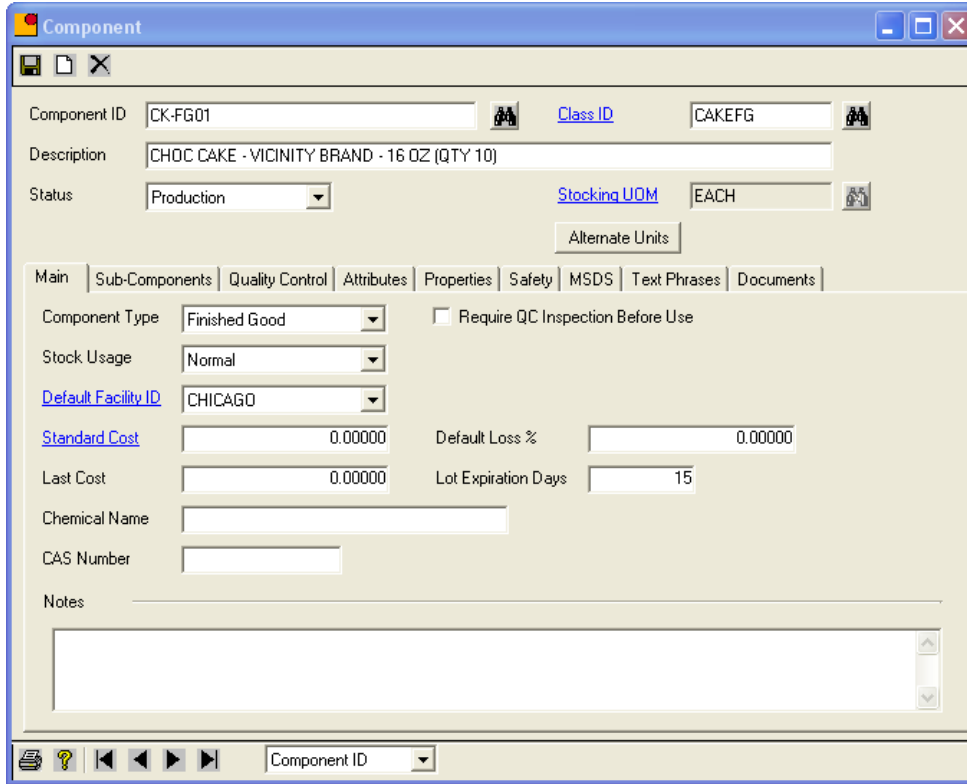 Component
Component ID CK-FG01 Class ID CAKEFG
Description CHOC CAKE - VICINITY BRAND - 16 OZ (QTY 10)
Status Production Stocking UOM EACH
Alternate Units
Main Sub-Components Quality Control Attributes Properties Safety MSDS Text Phrases Documents
Component Type Finished Good Require QC Inspection Before Use
Stock Usage Normal
Default Facility ID CHICAGO
Standard Cost 0.00000 Default Loss % 0.00000
Last Cost 0.00000 Lot Expiration Days 15
Chemical Name
CAS Number
Notes
Component ID